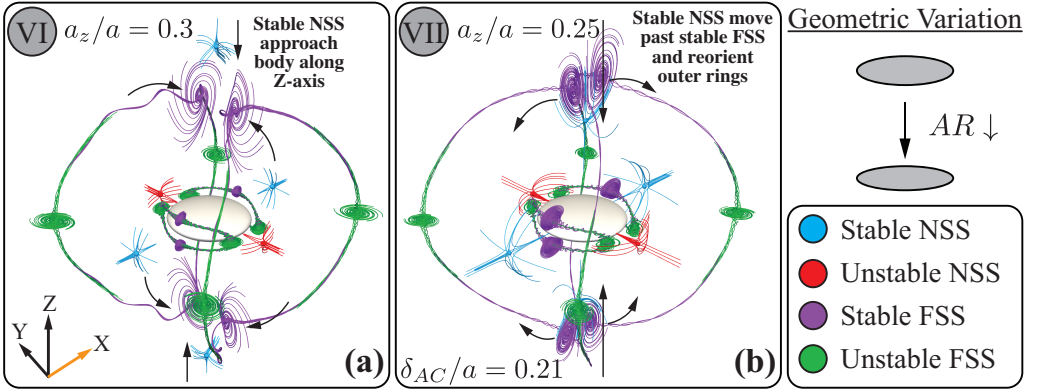 VI a_z/a = 0.3
Stable NSS
approach
body along
Z-axis
Z
Y
X
(a)
VII a_z/a = 0.25
Stable NSS move
past stable FSS
and reorient
outer rings
δ_AC/a = 0.21
(b)
Geometric Variation
AR ↓
Stable NSS
Unstable NSS
Stable FSS
Unstable FSS